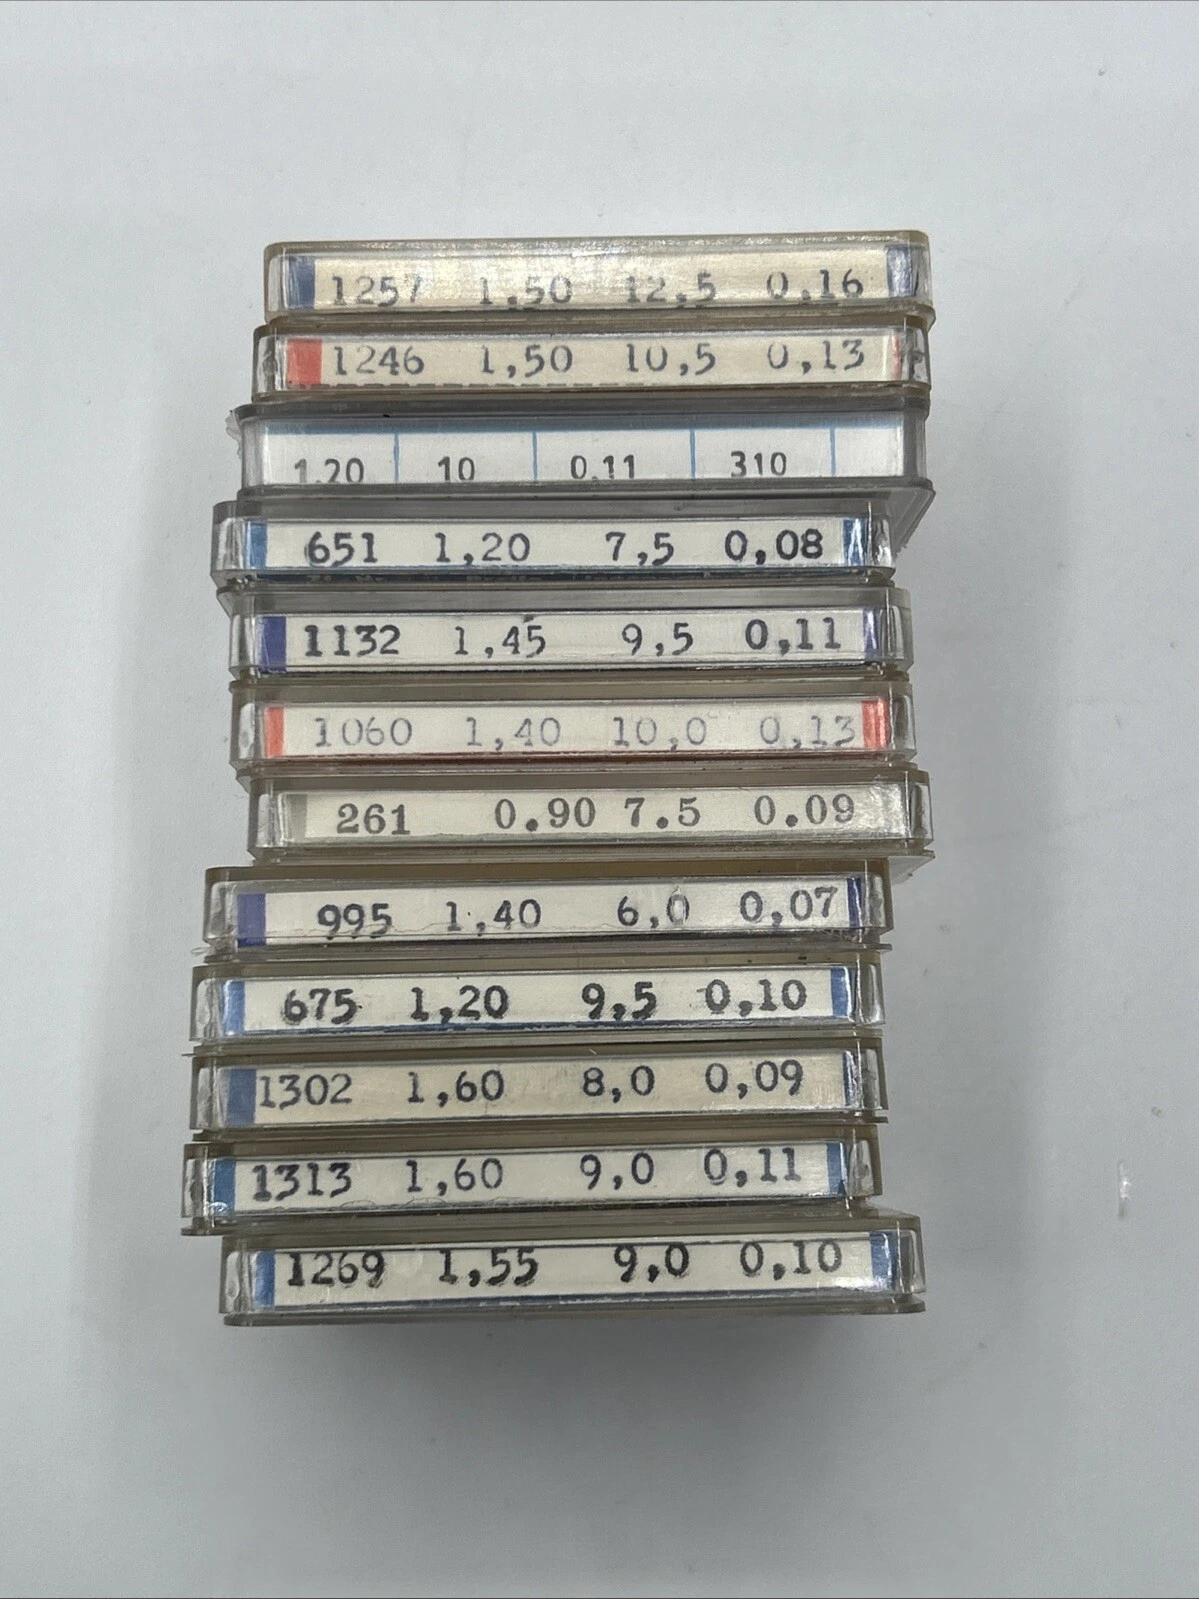 1257 1,50 12,5 0,16
1246 1,50 10,5 0,13
1.20 10 0.11 310
651 1,20 7,5 0,08
1132 1,45 9,5 0,11
1060 1,40 10,0 0,13
261 0.90 7.5 0.09
995 1,40 6,0 0,07
675 1,20 9,5 0,10
1302 1,60 8,0 0,09
1313 1,60 9,0 0,11
1269 1,55 9,0 0,10